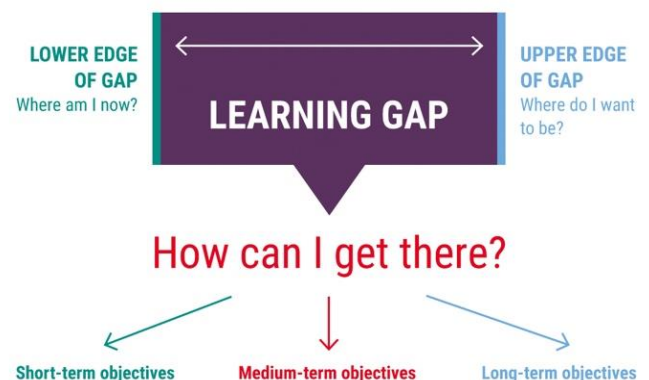 LOWER EDGE
OF GAP
Where am I now?
LEARNING GAP
UPPER EDGE
OF GAP
Where do I want
to be?
How can I get there?
Short-term objectives
Medium-term objectives
Long-term objectives